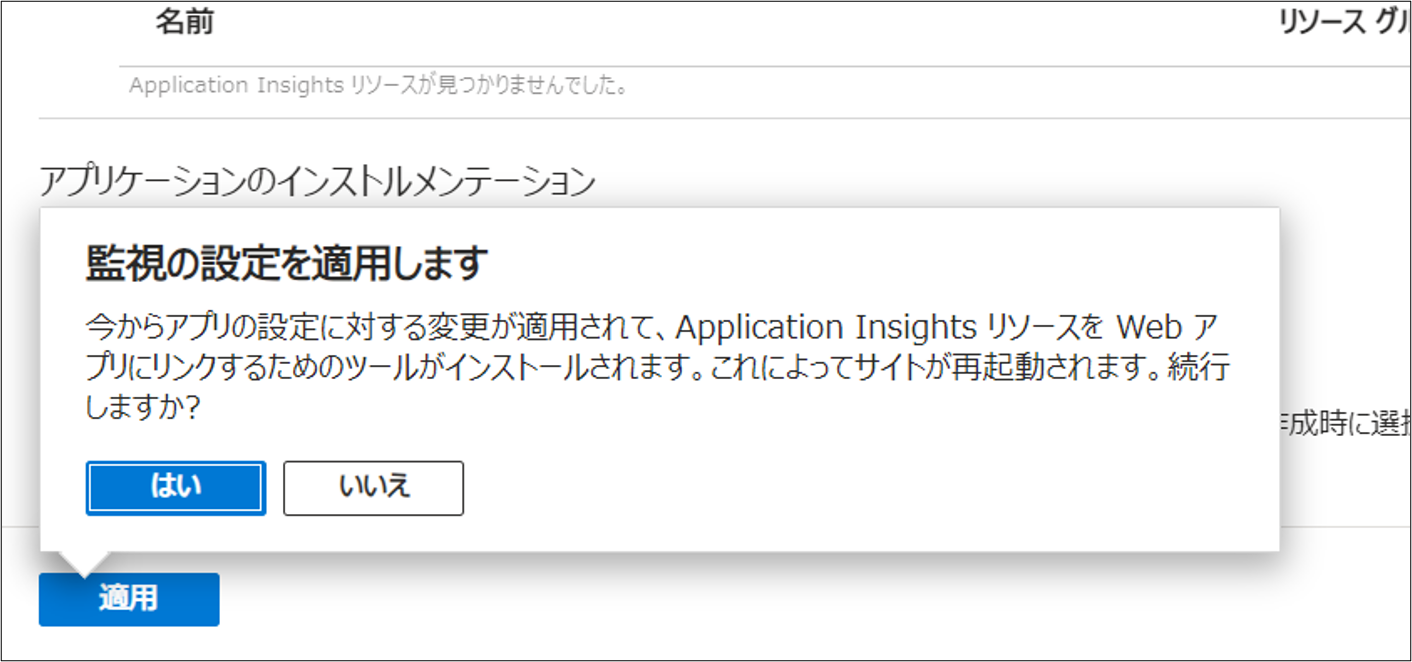 名前 リソース グル
Application Insights リソースが見つかりませんでした。
アプリケーションのインストルメンテーション
監視の設定を適用します
今からアプリの設定に対する変更が適用されて、Application Insights リソースを Web ア
プリにリンクするためのツールがインストールされます。これによってサイトが再起動されます。続行
しますか?
作成時に選択
はい いいえ
適用